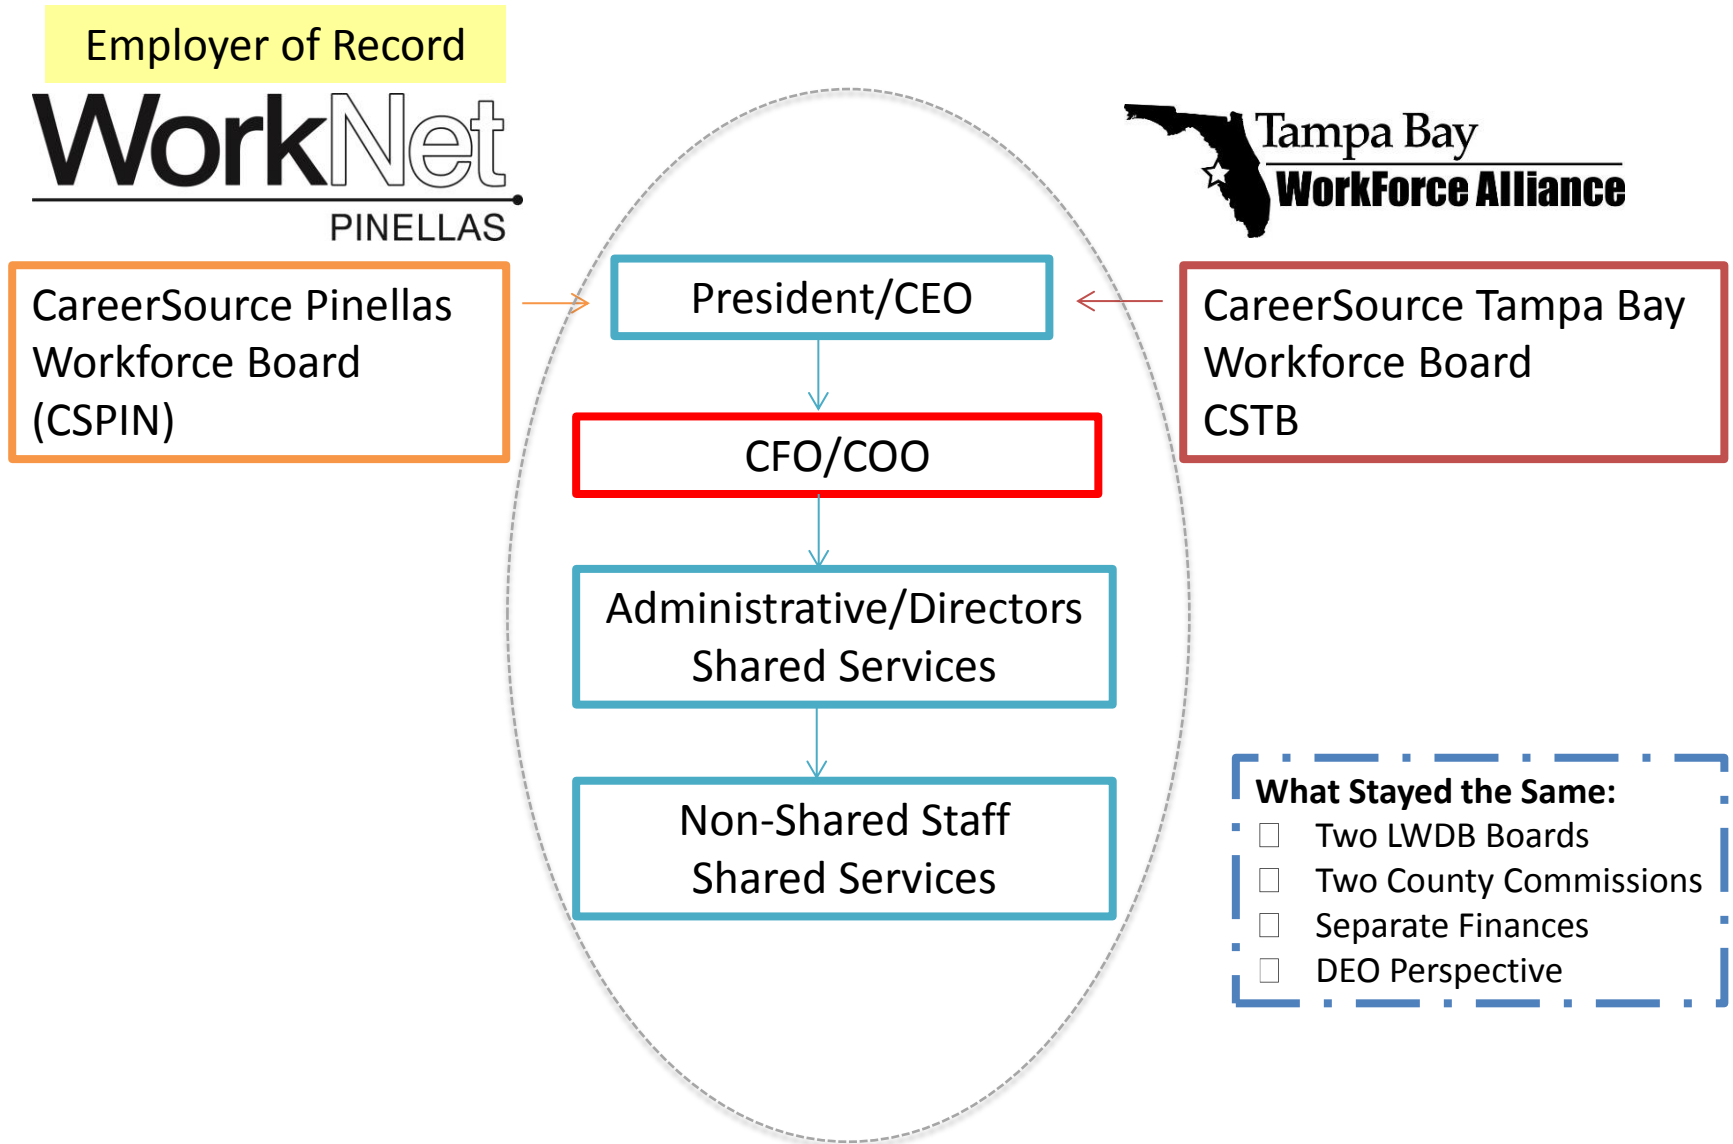 Employer of Record
WorkNet
PINELLAS
CareerSource Pinellas
Workforce Board
(CSPIN)
Tampa Bay
WorkForce Alliance
CareerSource Tampa Bay
Workforce Board
CSTB
President/CEO
CFO/COO
Administrative/Directors
Shared Services
Non-Shared Staff
Shared Services
What Stayed the Same:
Two LWDB Boards
Two County Commissions
Separate Finances
DEO Perspective